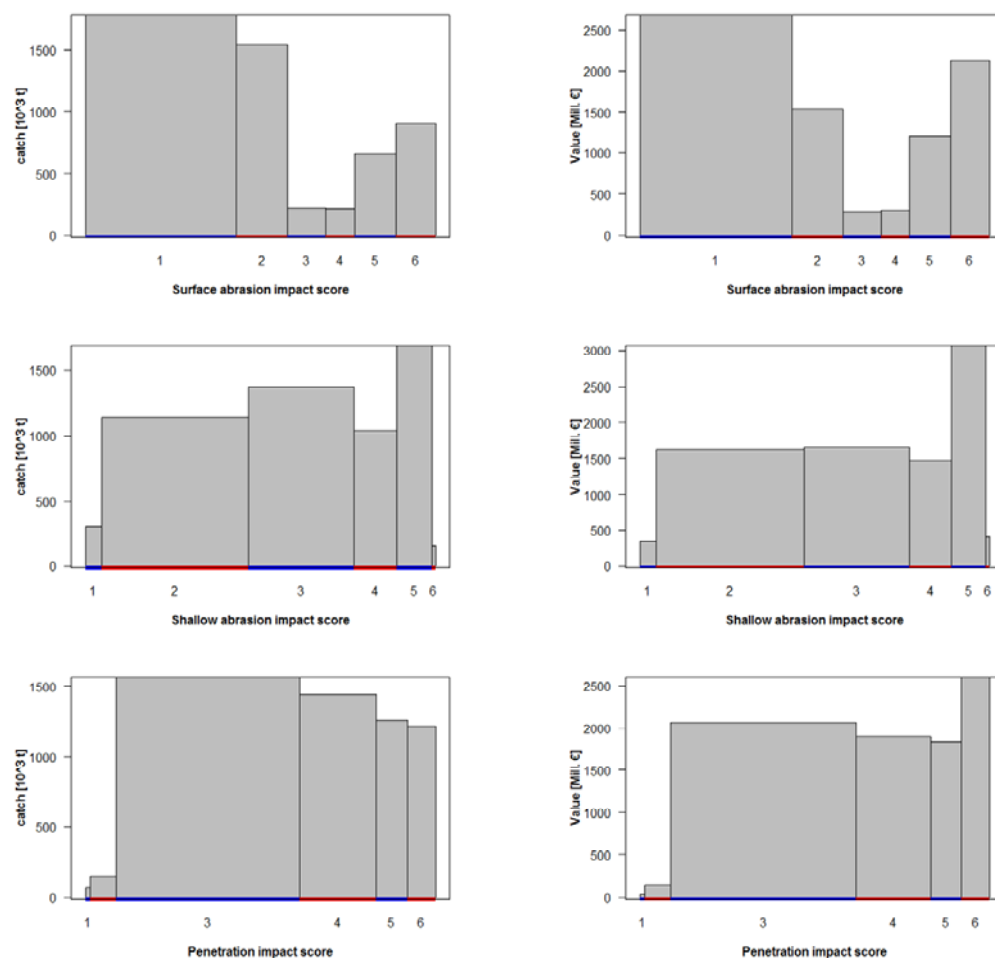 catch [10^3 t]
1500
1000
500
0
1 2 3 4 5 6
Surface abrasion impact score
Value [Mill. €]
2500
2000
1500
1000
500
0
1 2 3 4 5 6
Surface abrasion impact score
catch [10^3 t]
1500
1000
500
0
1 2 3 4 5 6
Shallow abrasion impact score
Value [Mill. €]
3000
2500
2000
1500
1000
500
0
1 2 3 4 5 6
Shallow abrasion impact score
catch [10^3 t]
1500
1000
500
0
1 3 4 5 6
Penetration impact score
Value [Mill. €]
2500
2000
1500
1000
500
0
1 3 4 5 6
Penetration impact score